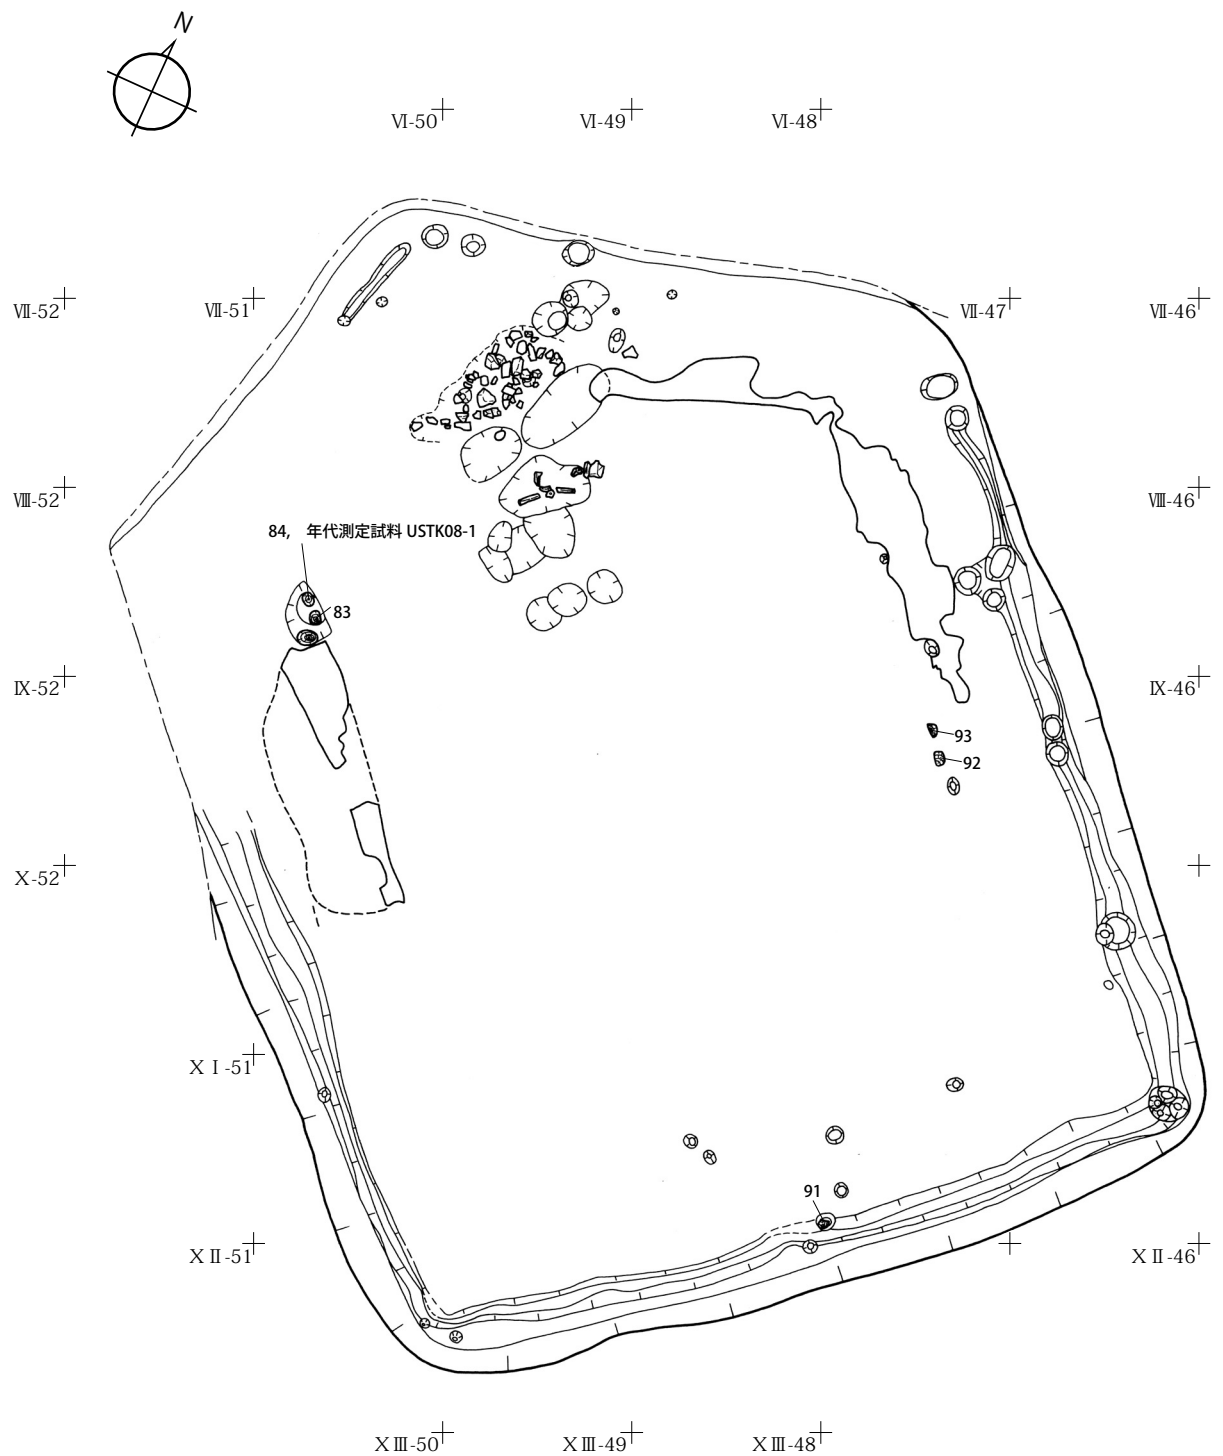 N
VI-50
VI-49
VI-48
VII-52
VII-51
VII-47
VII-46
VIII-52
VIII-46
84, 年代測定試料 USTK08-1
83
IX-52
IX-46
93
92
X-52
XI-51
91
XII-51
XII-46
XIII-50
XIII-49
XIII-48